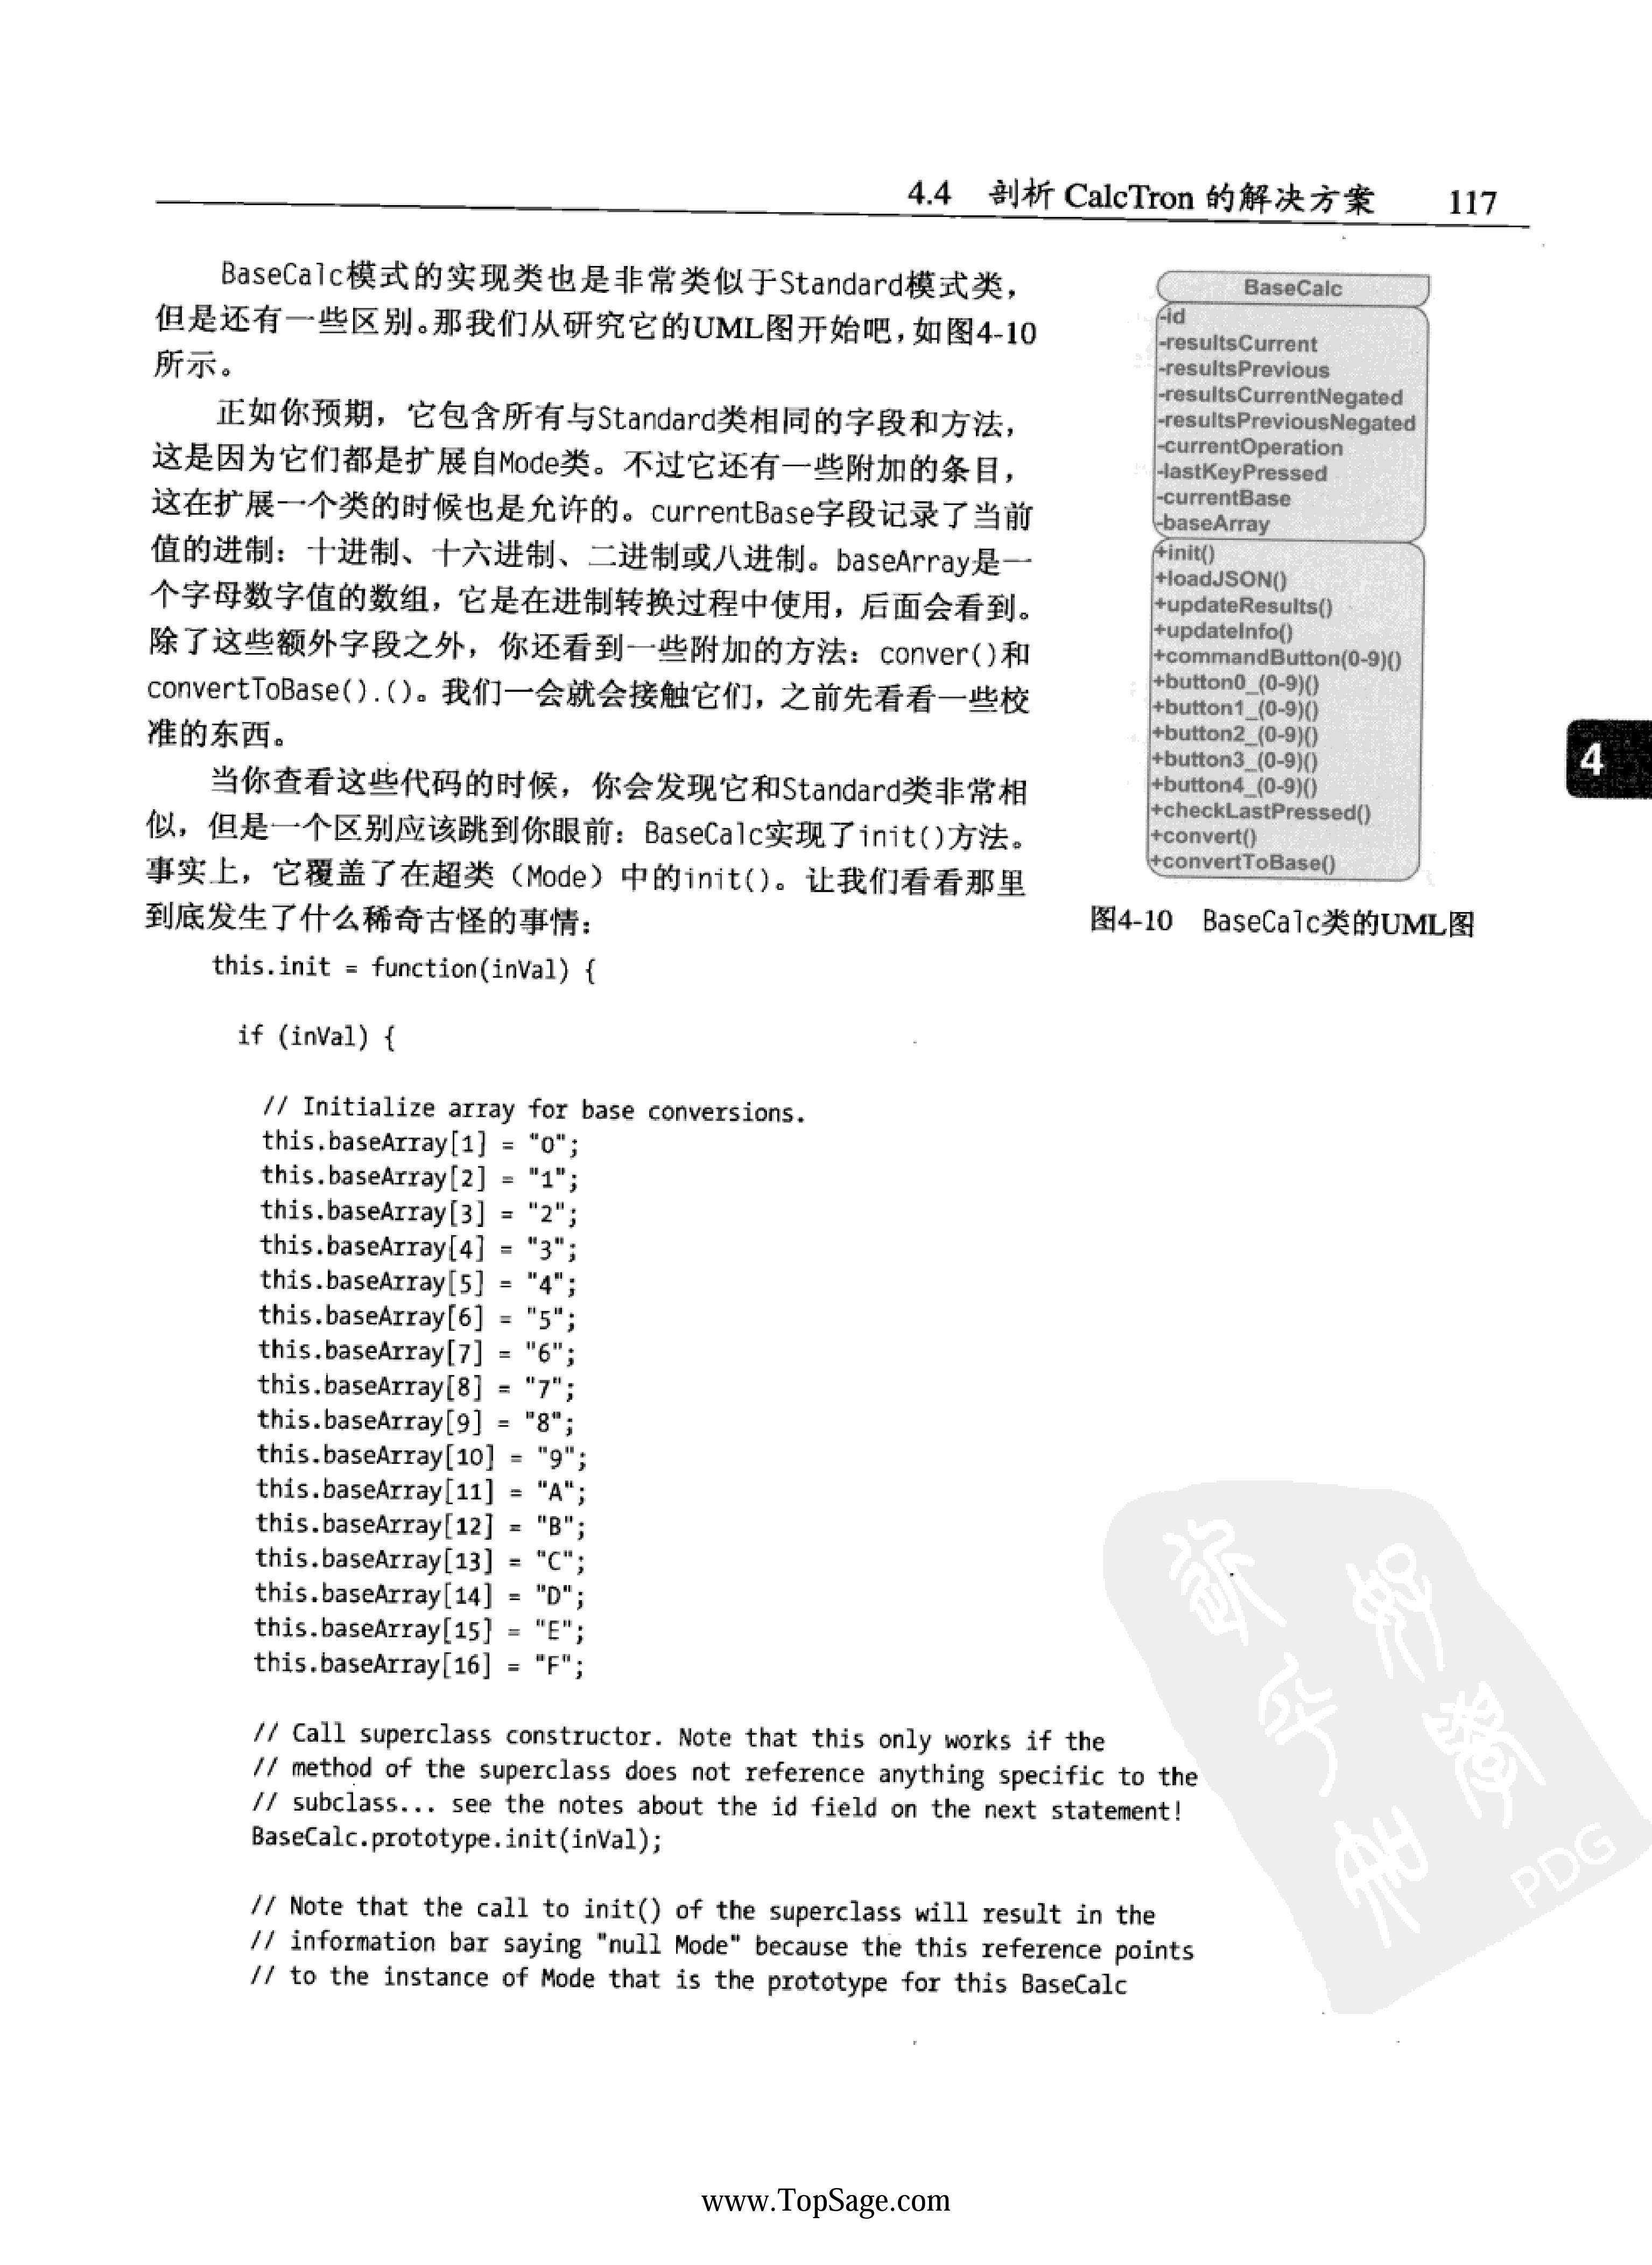 4.4 剖析 CalcTron 的解决方案 117
BaseCalc模式的实现类也是非常类似于Standard模式类，
但是还有一些区别。那我们从研究它的UML图开始吧，如图4-10
所示。
正如你预期，它包含所有与Standard类相同的字段和方法，
这是因为它们都是扩展自Mode类。不过它还有一些附加的条目，
这在扩展一个类的时候也是允许的。currentBase字段记录了当前
值的进制：十进制、十六进制、二进制或八进制。baseArray是一
个字母数字值的数组，它是在进制转换过程中使用，后面会看到。
除了这些额外字段之外，你还看到一些附加的方法：conver()和
convertToBase().()。我们一会就会接触它们，之前先看看一些校
准的东西。
当你查看这些代码的时候，你会发现它和Standard类非常相
似，但是一个区别应该跳到你眼前：BaseCalc实现了init()方法。
事实上，它覆盖了在超类（Mode）中的init()。让我们看看那里
到底发生了什么稀奇古怪的事情：
BaseCalc
-id
-resultsCurrent
-resultsPrevious
-resultsCurrentNegated
-resultsPreviousNegated
-currentOperation
-lastKeyPressed
-currentBase
-baseArray
+init()
+loadJSON()
+updateResults()
+updateInfo()
+commandButton(0-9)()
+button0_(0-9)()
+button1_(0-9)()
+button2_(0-9)()
+button3_(0-9)()
+button4_(0-9)()
+checkLastPressed()
+convert()
+convertToBase()
图4-10 BaseCalc类的UML图
4
this.init = function(inVal) {
if (inVal) {
// Initialize array for base conversions.
this.baseArray[1] = "0";
this.baseArray[2] = "1";
this.baseArray[3] = "2";
this.baseArray[4] = "3";
this.baseArray[5] = "4";
this.baseArray[6] = "5";
this.baseArray[7] = "6";
this.baseArray[8] = "7";
this.baseArray[9] = "8";
this.baseArray[10] = "9";
this.baseArray[11] = "A";
this.baseArray[12] = "B";
this.baseArray[13] = "C";
this.baseArray[14] = "D";
this.baseArray[15] = "E";
this.baseArray[16] = "F";
// Call superclass constructor. Note that this only works if the
// method of the superclass does not reference anything specific to the
// subclass... see the notes about the id field on the next statement!
BaseCalc.prototype.init(inVal);
// Note that the call to init() of the superclass will result in the
// information bar saying "null Mode" because the this reference points
// to the instance of Mode that is the prototype for this BaseCalc
PDG
www.TopSage.com